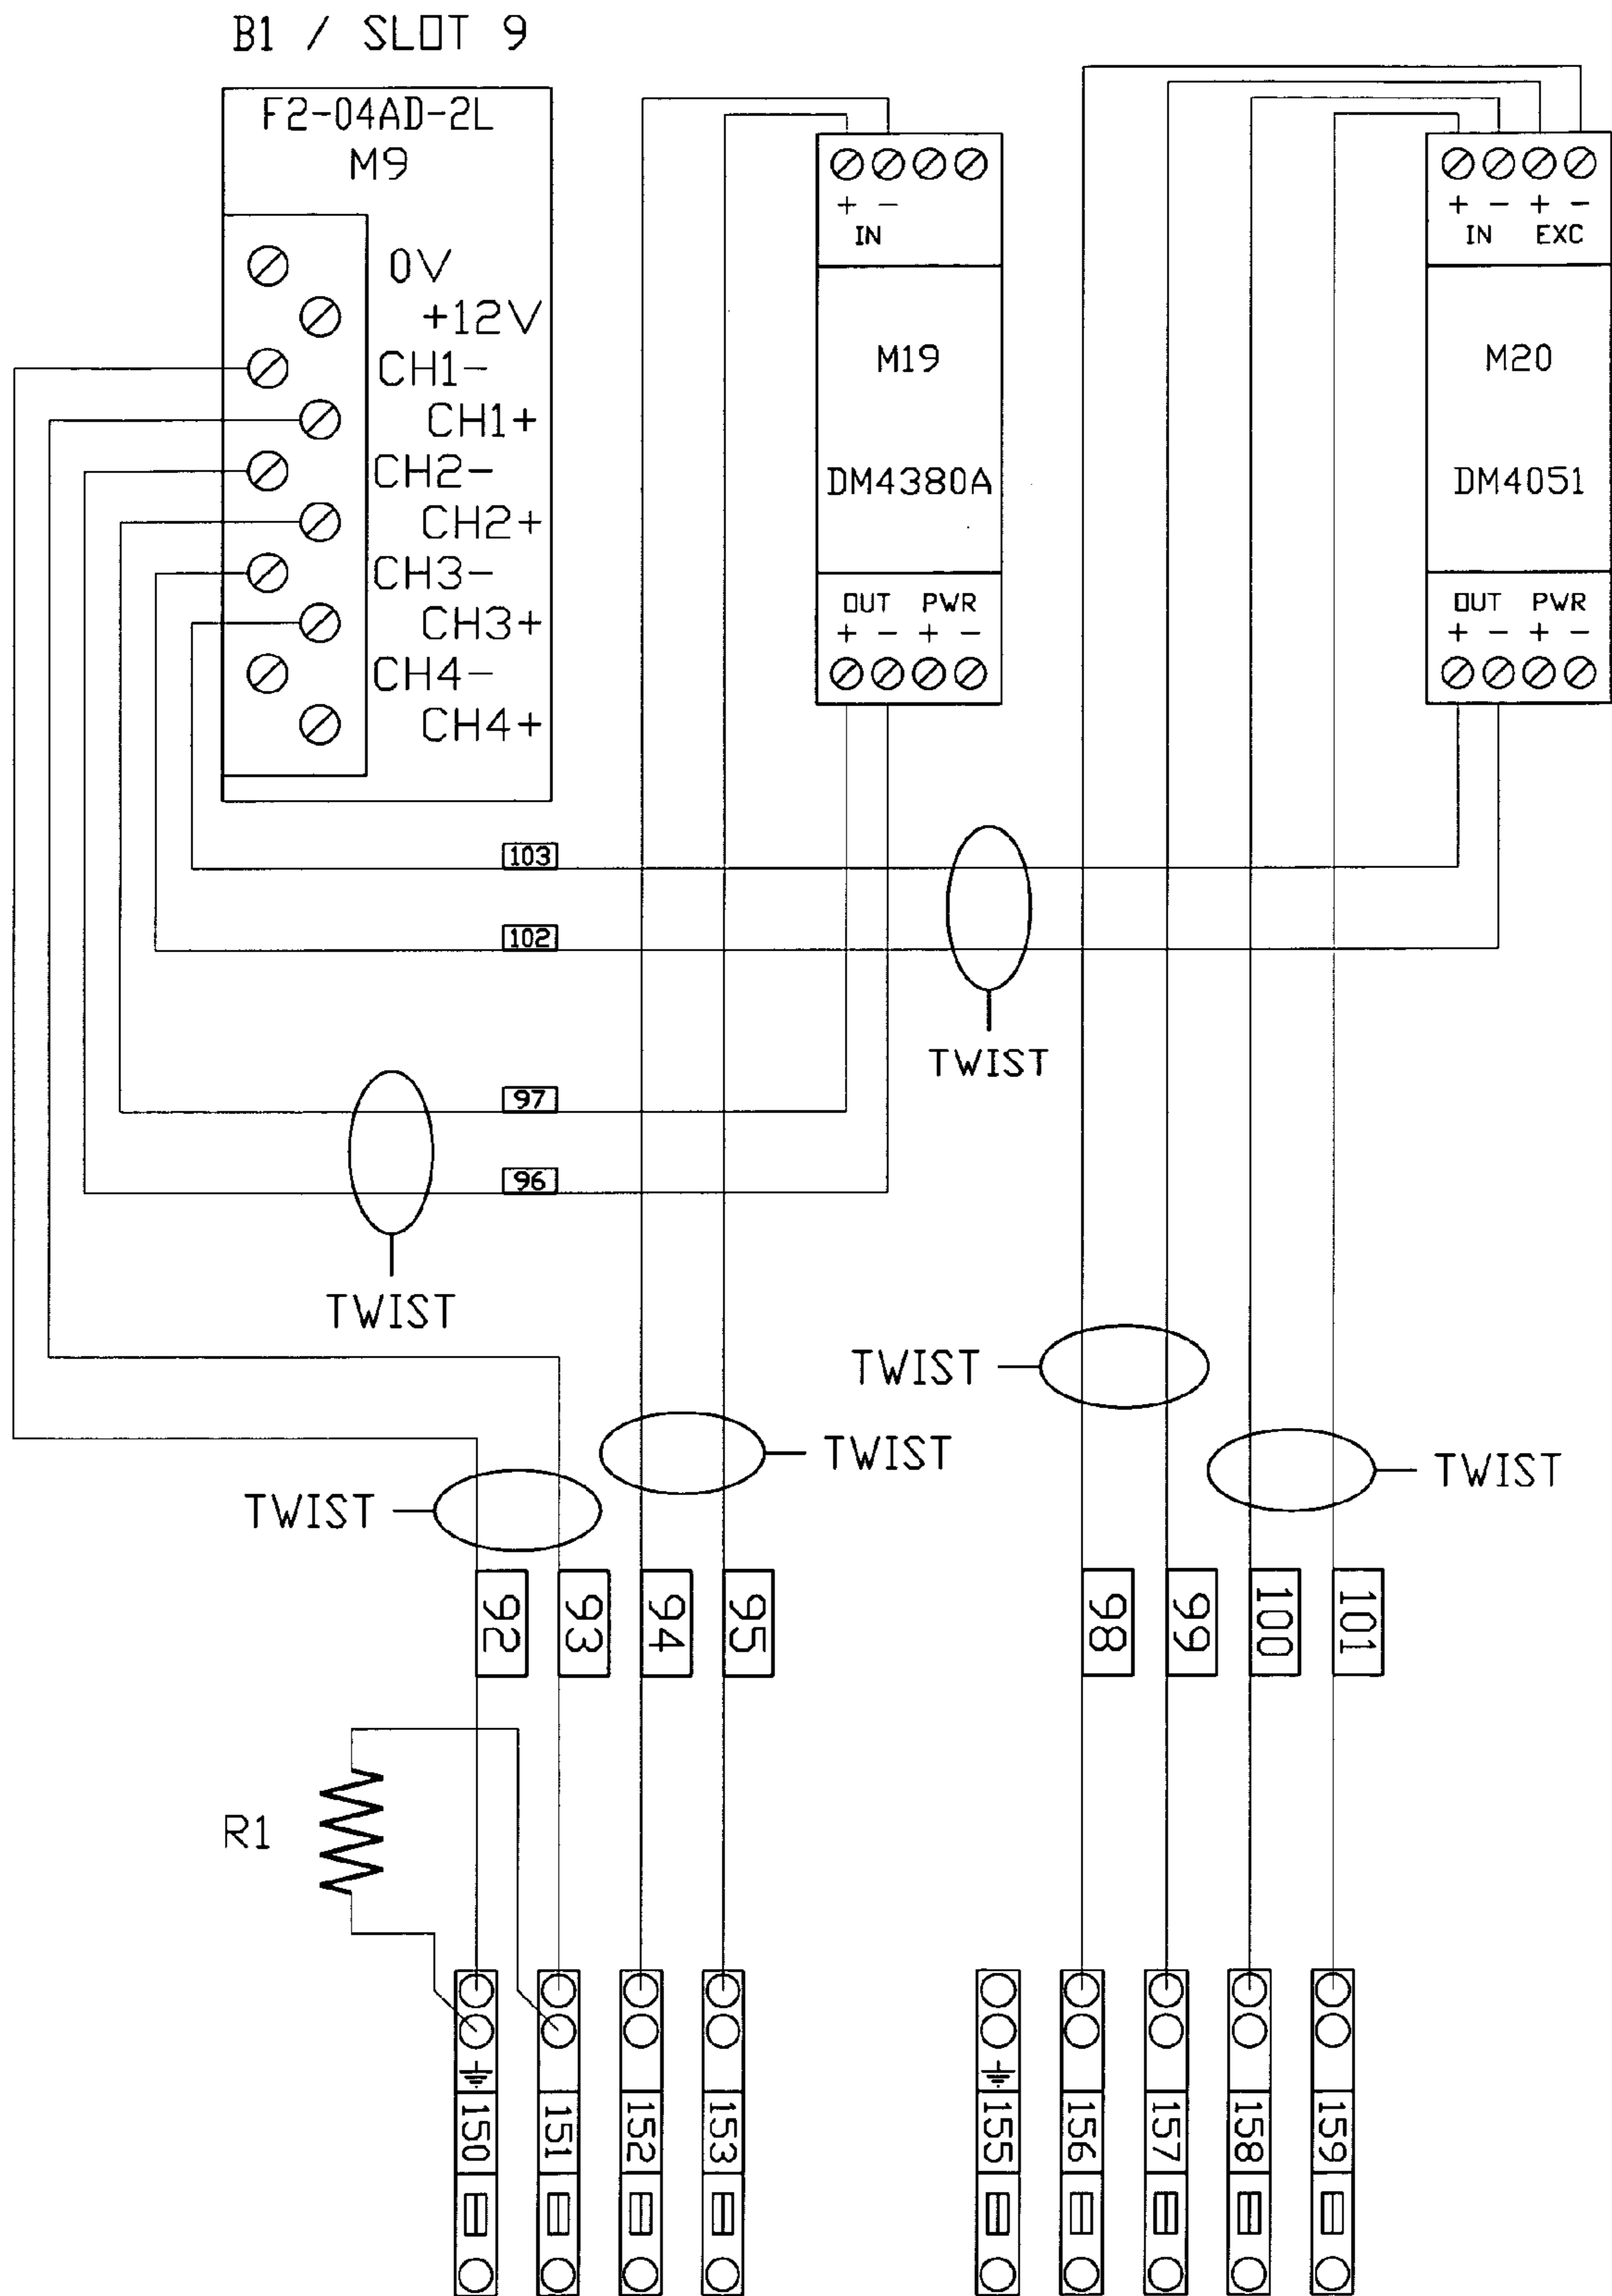 B1 / SLOT 9
F2-04AD-2L
M9
0V
+12V
CH1-
CH1+
CH2-
CH2+
CH3-
CH3+
CH4-
CH4+
+ -
IN
M19
DM4380A
OUT PWR
+ - + -
+ - + -
IN EXC
M20
DM4051
OUT PWR
+ - + -
103
102
TWIST
97
96
TWIST
TWIST
TWIST
TWIST
TWIST
92
93
94
95
98
99
100
101
R1
150
151
152
153
155
156
157
158
159